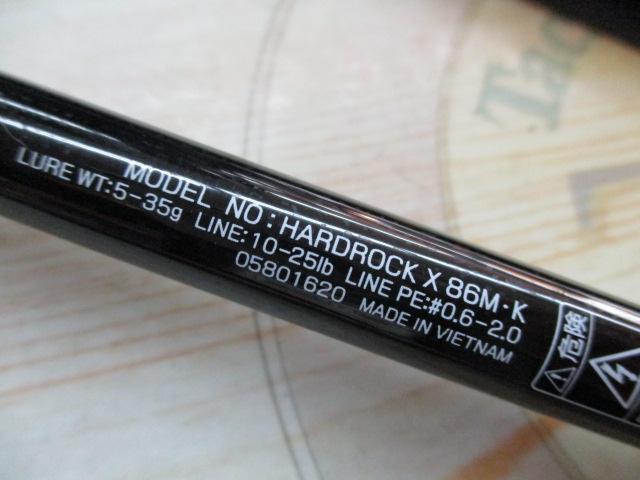 MODEL NO:HARDROCK X 86M・K
LURE WT:5-35g LINE:10-25lb LINE PE:#0.6-2.0
05801620 MADE IN VIETNAM
危険
Tac